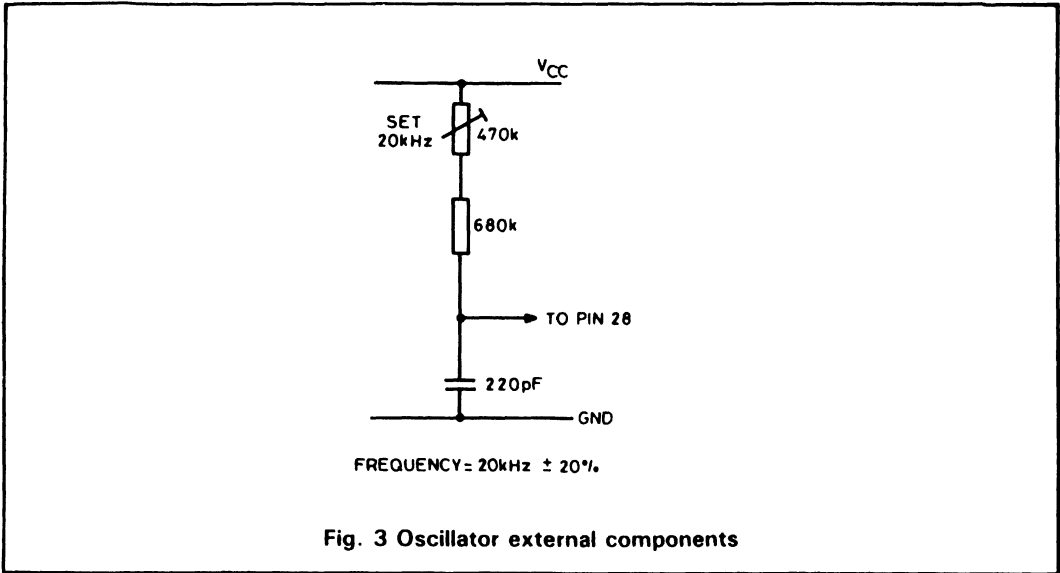 VCC
SET
20kHz
470k
680k
TO PIN 28
220pF
GND
FREQUENCY = 20kHz ± 20%
Fig. 3 Oscillator external components